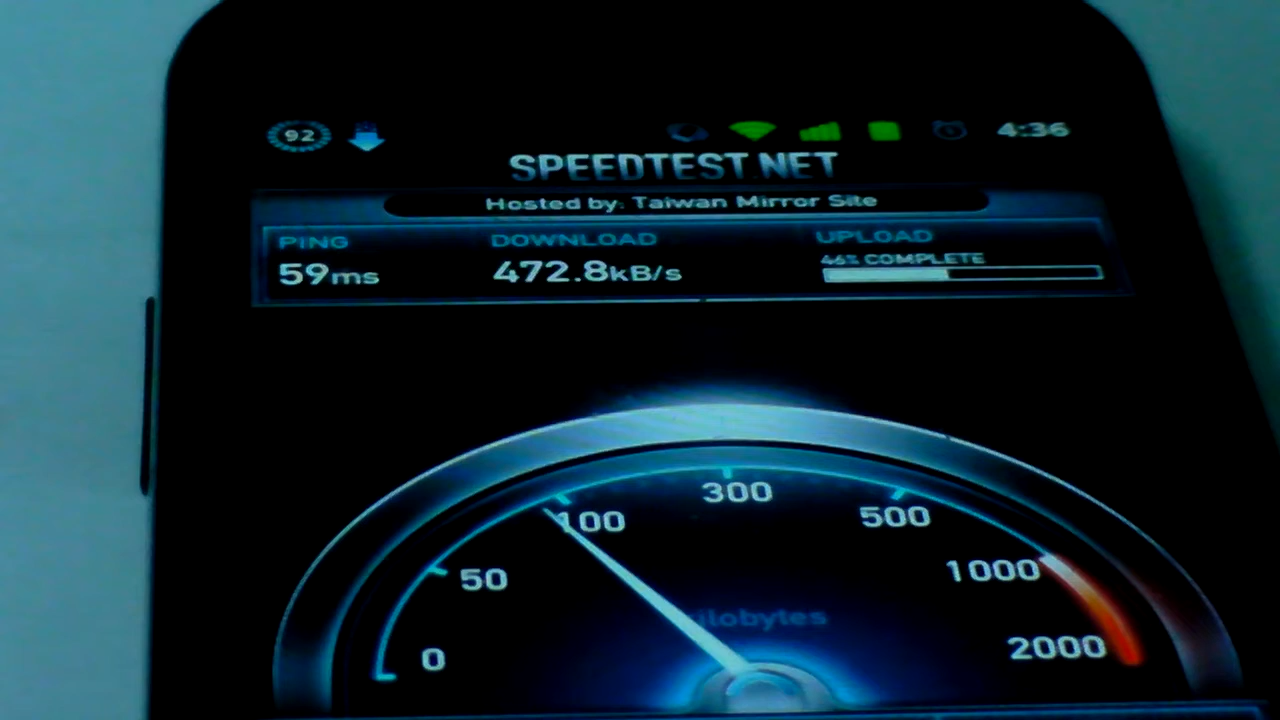 92
4:36
SPEEDTEST.NET
Hosted by: Taiwan Mirror Site
PING DOWNLOAD UPLOAD
59ms 472.8kB/s 46% COMPLETE
0 50 100 300 500 1000 2000
kilobytes